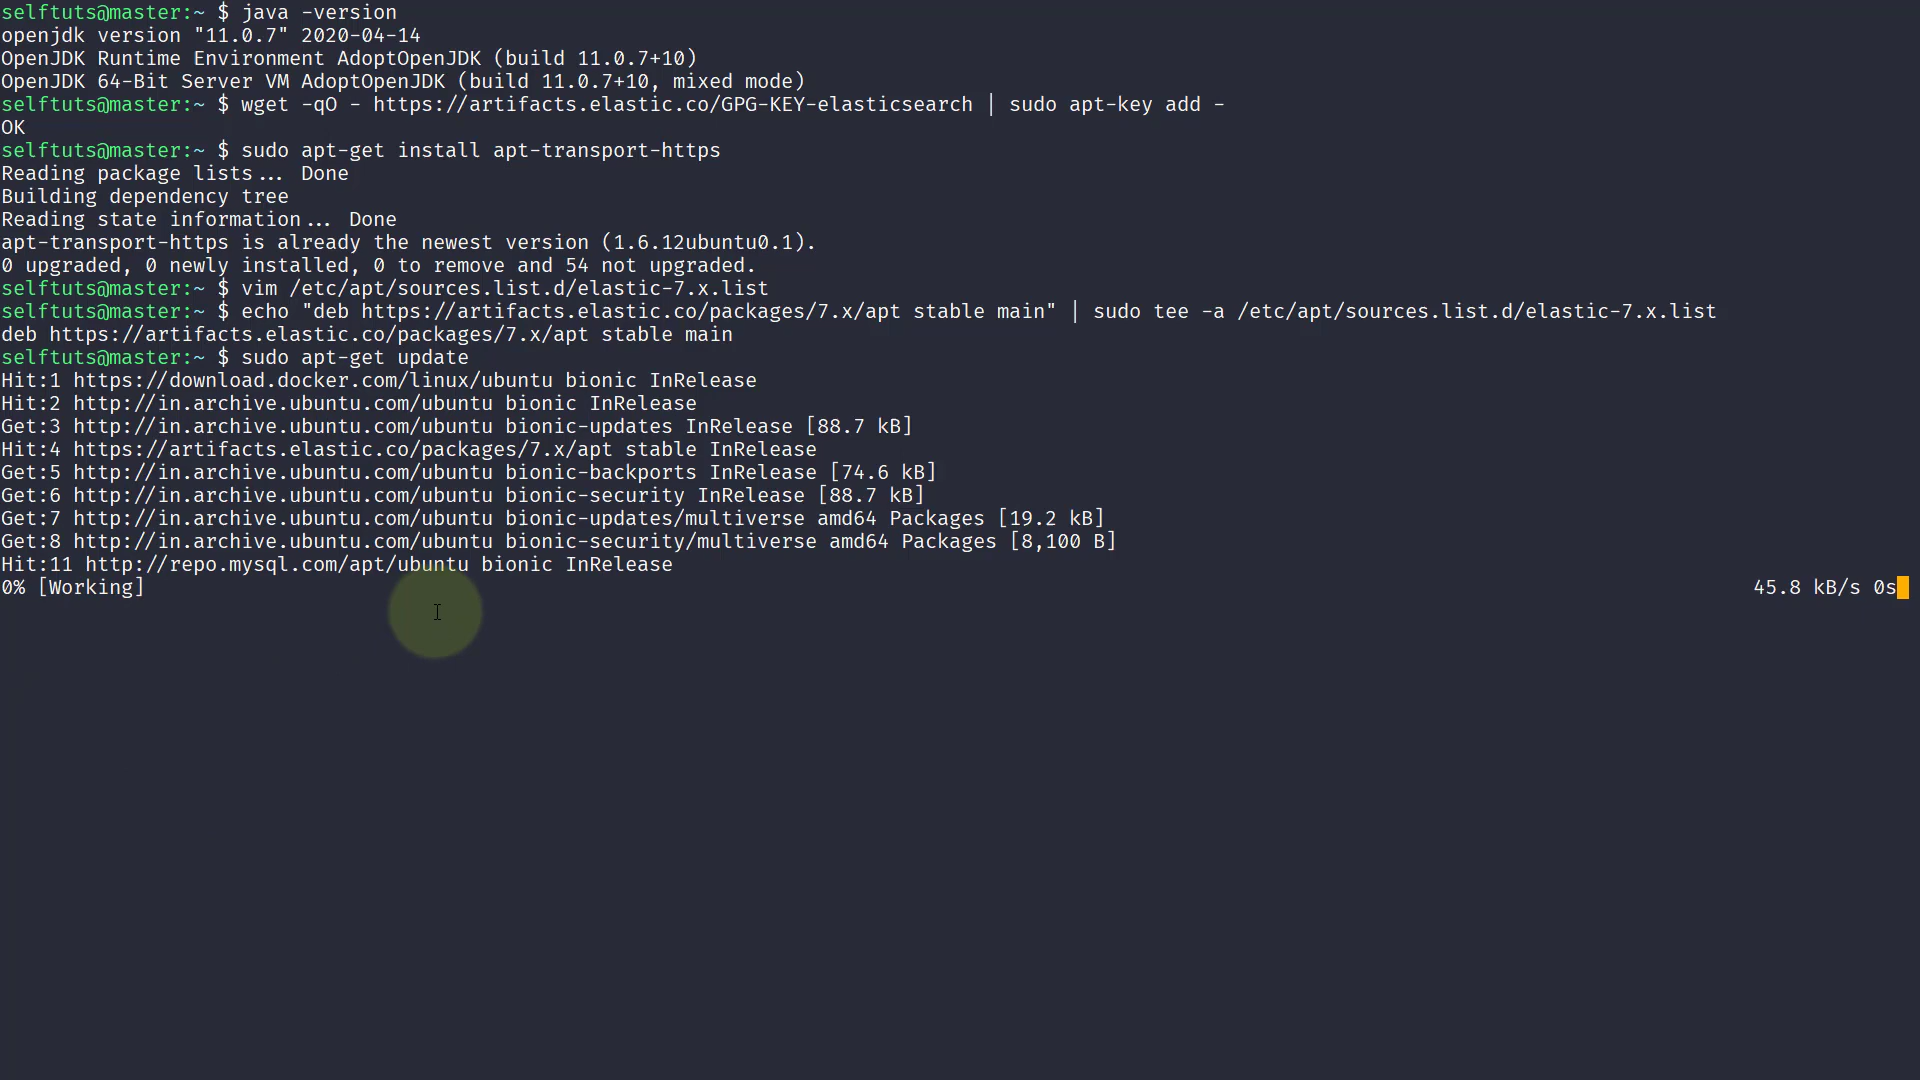 selftuts@master:~ $ java -version
openjdk version "11.0.7" 2020-04-14
OpenJDK Runtime Environment AdoptOpenJDK (build 11.0.7+10)
OpenJDK 64-Bit Server VM AdoptOpenJDK (build 11.0.7+10, mixed mode)
selftuts@master:~ $ wget -qO - https://artifacts.elastic.co/GPG-KEY-elasticsearch | sudo apt-key add -
OK
selftuts@master:~ $ sudo apt-get install apt-transport-https
Reading package lists... Done
Building dependency tree
Reading state information... Done
apt-transport-https is already the newest version (1.6.12ubuntu0.1).
0 upgraded, 0 newly installed, 0 to remove and 54 not upgraded.
selftuts@master:~ $ vim /etc/apt/sources.list.d/elastic-7.x.list
selftuts@master:~ $ echo "deb https://artifacts.elastic.co/packages/7.x/apt stable main" | sudo tee -a /etc/apt/sources.list.d/elastic-7.x.list
deb https://artifacts.elastic.co/packages/7.x/apt stable main
selftuts@master:~ $ sudo apt-get update
Hit:1 https://download.docker.com/linux/ubuntu bionic InRelease
Hit:2 http://in.archive.ubuntu.com/ubuntu bionic InRelease
Get:3 http://in.archive.ubuntu.com/ubuntu bionic-updates InRelease [88.7 kB]
Hit:4 https://artifacts.elastic.co/packages/7.x/apt stable InRelease
Get:5 http://in.archive.ubuntu.com/ubuntu bionic-backports InRelease [74.6 kB]
Get:6 http://in.archive.ubuntu.com/ubuntu bionic-security InRelease [88.7 kB]
Get:7 http://in.archive.ubuntu.com/ubuntu bionic-updates/multiverse amd64 Packages [19.2 kB]
Get:8 http://in.archive.ubuntu.com/ubuntu bionic-security/multiverse amd64 Packages [8,100 B]
Hit:11 http://repo.mysql.com/apt/ubuntu bionic InRelease
0% [Working] 45.8 kB/s 0s